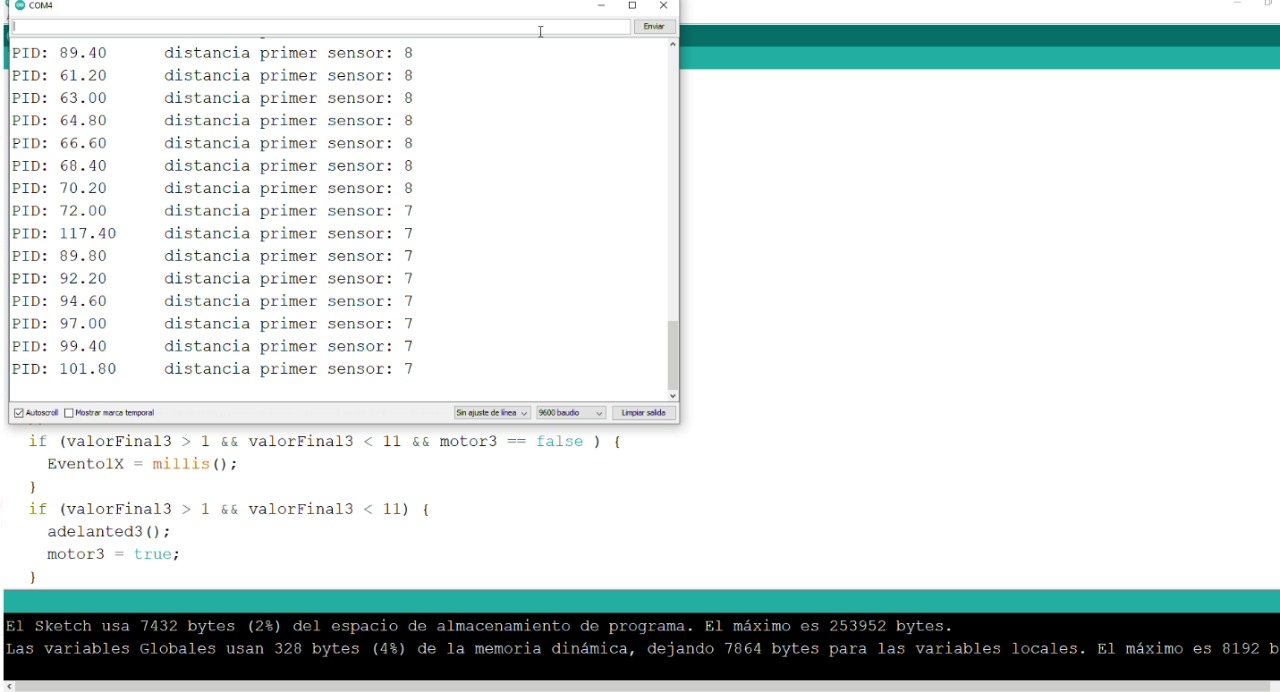 COM4
Enviar
PID: 89.40 distancia primer sensor: 8
PID: 61.20 distancia primer sensor: 8
PID: 63.00 distancia primer sensor: 8
PID: 64.80 distancia primer sensor: 8
PID: 66.60 distancia primer sensor: 8
PID: 68.40 distancia primer sensor: 8
PID: 70.20 distancia primer sensor: 8
PID: 72.00 distancia primer sensor: 7
PID: 117.40 distancia primer sensor: 7
PID: 89.80 distancia primer sensor: 7
PID: 92.20 distancia primer sensor: 7
PID: 94.60 distancia primer sensor: 7
PID: 97.00 distancia primer sensor: 7
PID: 99.40 distancia primer sensor: 7
PID: 101.80 distancia primer sensor: 7
Autoscroll Mostrar marca temporal Sin ajuste de línea 9600 baudio Limpiar salida
if (valorFinal3 > 1 && valorFinal3 < 11 && motor3 == false ) {
Evento1X = millis();
}
if (valorFinal3 > 1 && valorFinal3 < 11) {
adelanted3();
motor3 = true;
}
El Sketch usa 7432 bytes (2%) del espacio de almacenamiento de programa. El máximo es 253952 bytes.
Las variables Globales usan 328 bytes (4%) de la memoria dinámica, dejando 7864 bytes para las variables locales. El máximo es 8192 b